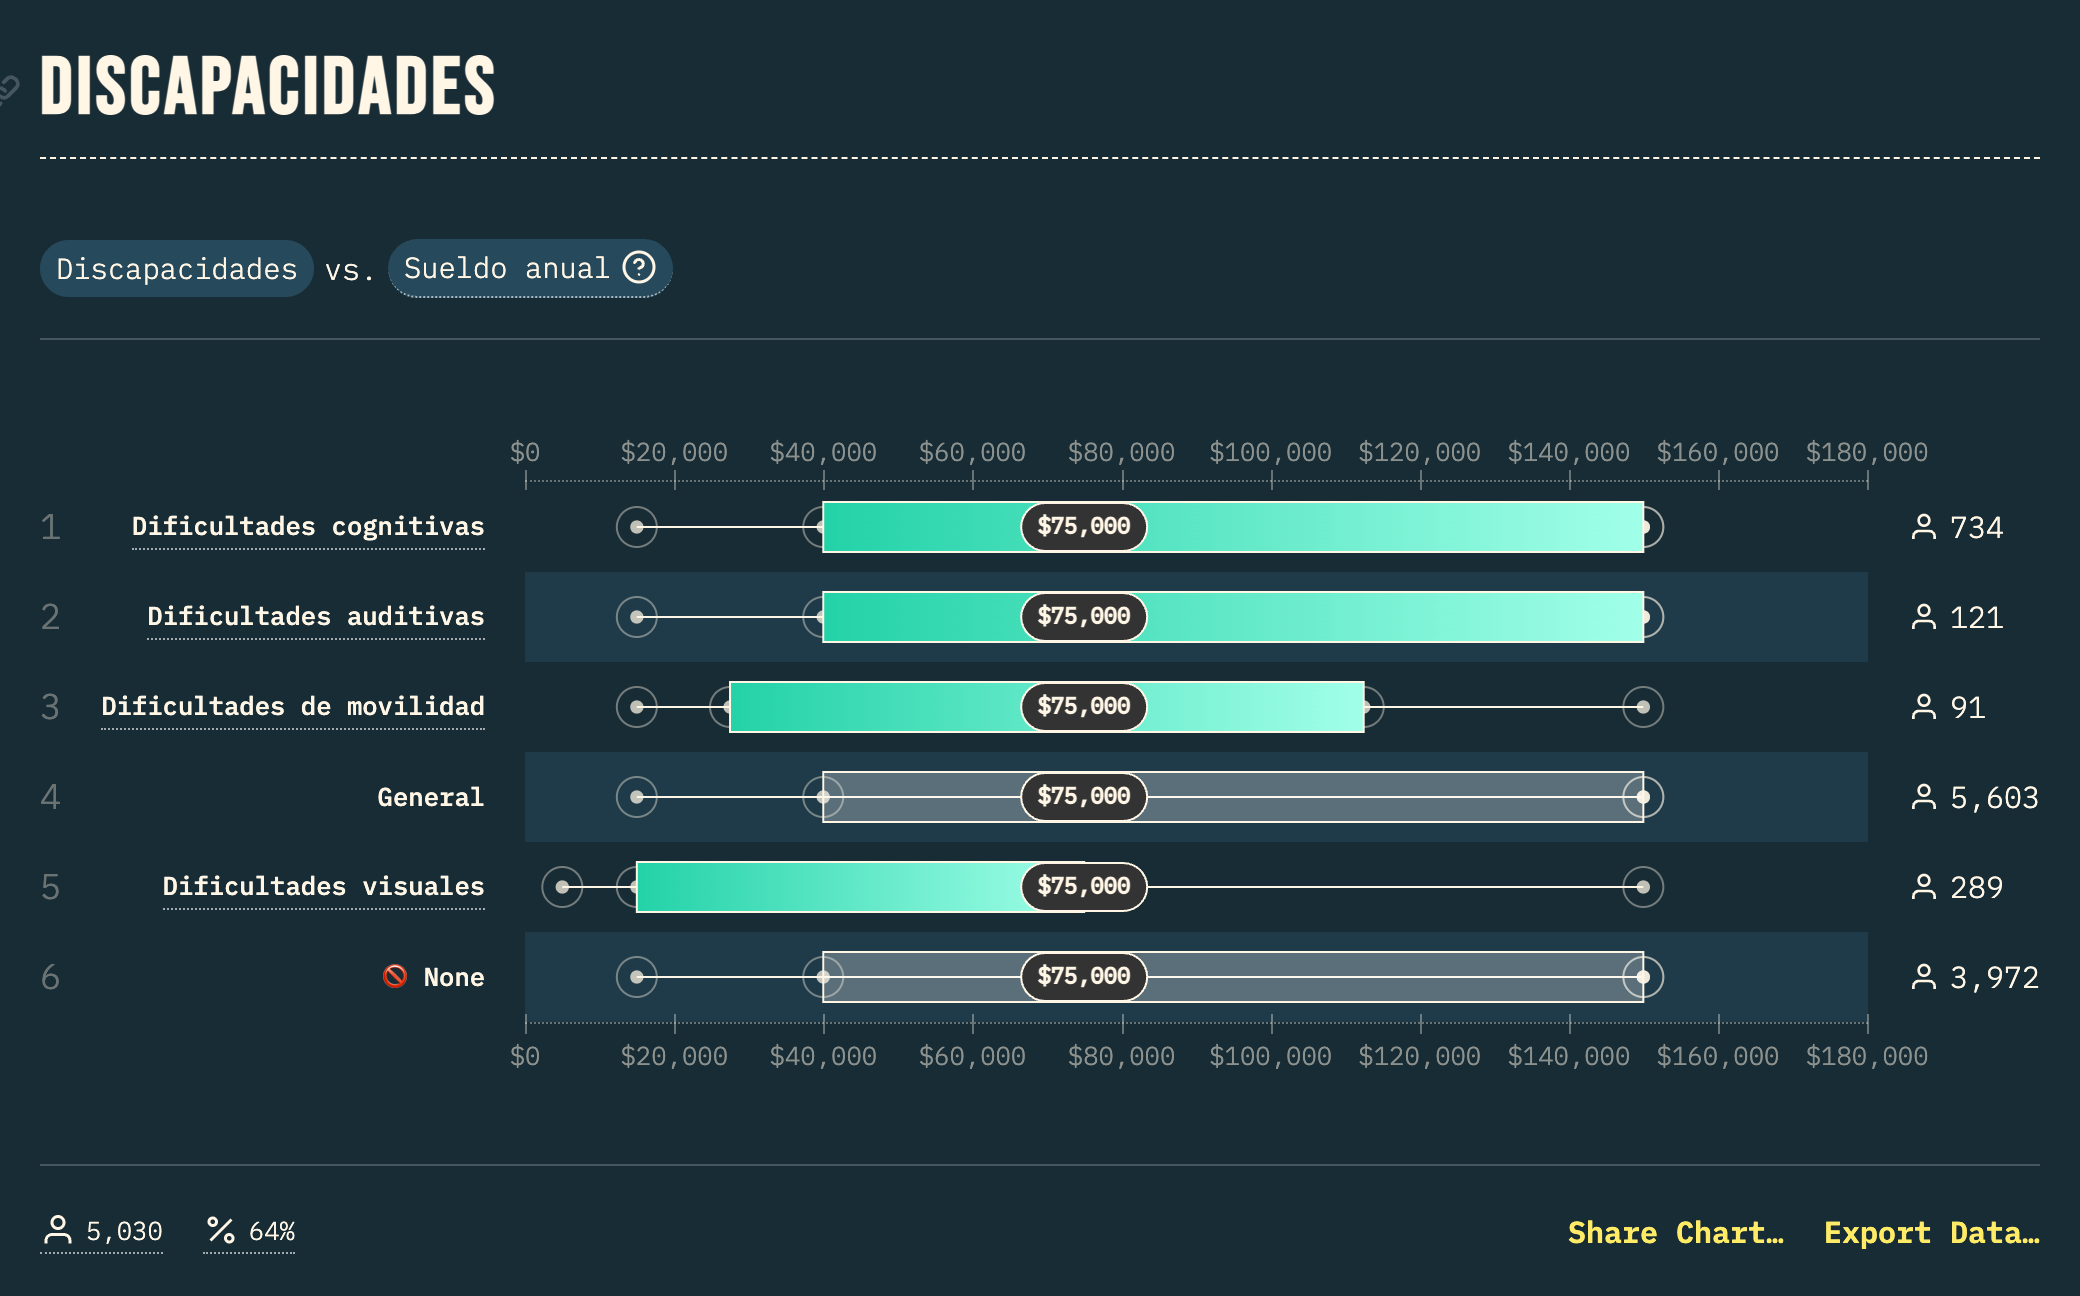 DISCAPACIDADES
Discapacidades vs. Sueldo anual
$0 $20,000 $40,000 $60,000 $80,000 $100,000 $120,000 $140,000 $160,000 $180,000
1 Dificultades cognitivas $75,000 734
2 Dificultades auditivas $75,000 121
3 Dificultades de movilidad $75,000 91
4 General $75,000 5,603
5 Dificultades visuales $75,000 289
6 🚫 None $75,000 3,972
$0 $20,000 $40,000 $60,000 $80,000 $100,000 $120,000 $140,000 $160,000 $180,000
5,030 64% Share Chart… Export Data…